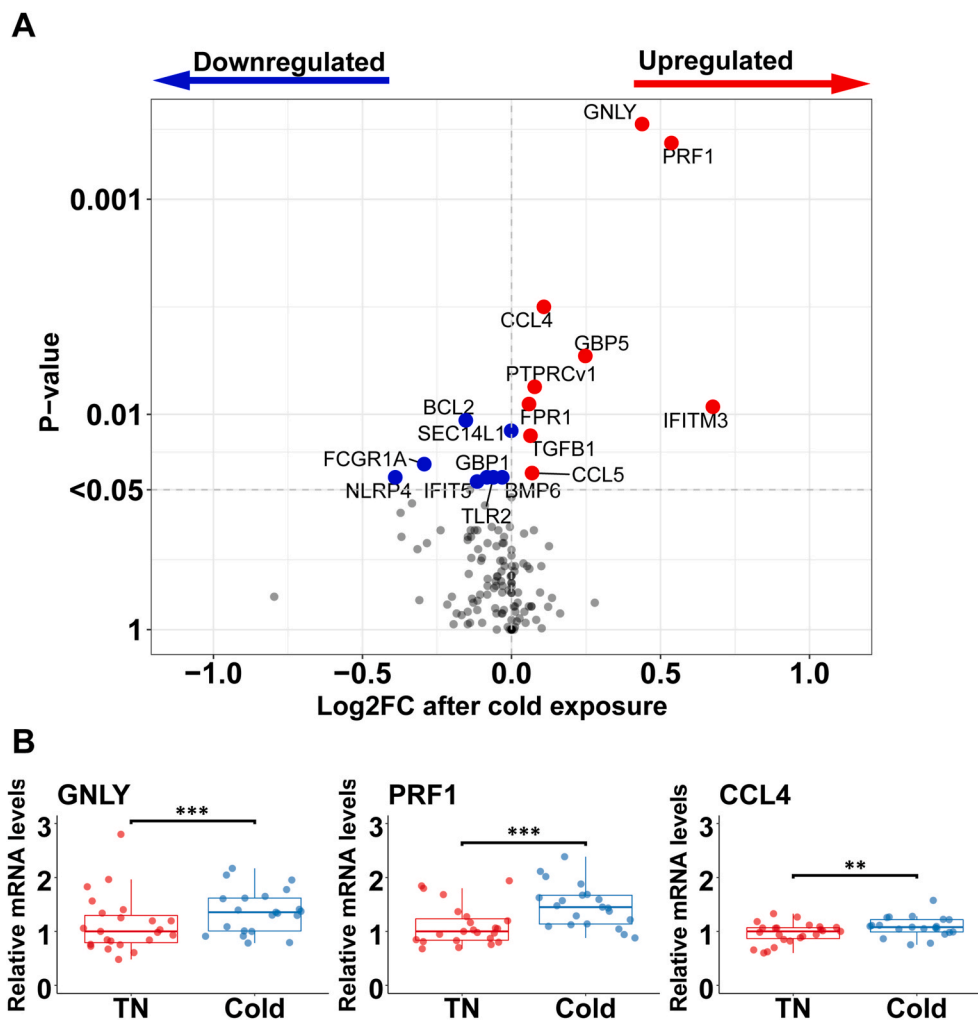 A
Downregulated
Upregulated
GNLY
PRF1
0.001
CCL4
GBP5
PTPRCv1
P−value
0.01
BCL2
FPR1
IFITM3
SEC14L1
TGFB1
FCGR1A
GBP1
CCL5
<0.05
NLRP4
IFIT5
BMP6
TLR2
1
−1.0
−0.5
0.0
0.5
1.0
Log2FC after cold exposure
B
GNLY
***
Relative mRNA levels
3
2
1
0
TN
Cold
PRF1
***
Relative mRNA levels
3
2
1
0
TN
Cold
CCL4
**
Relative mRNA levels
3
2
1
0
TN
Cold